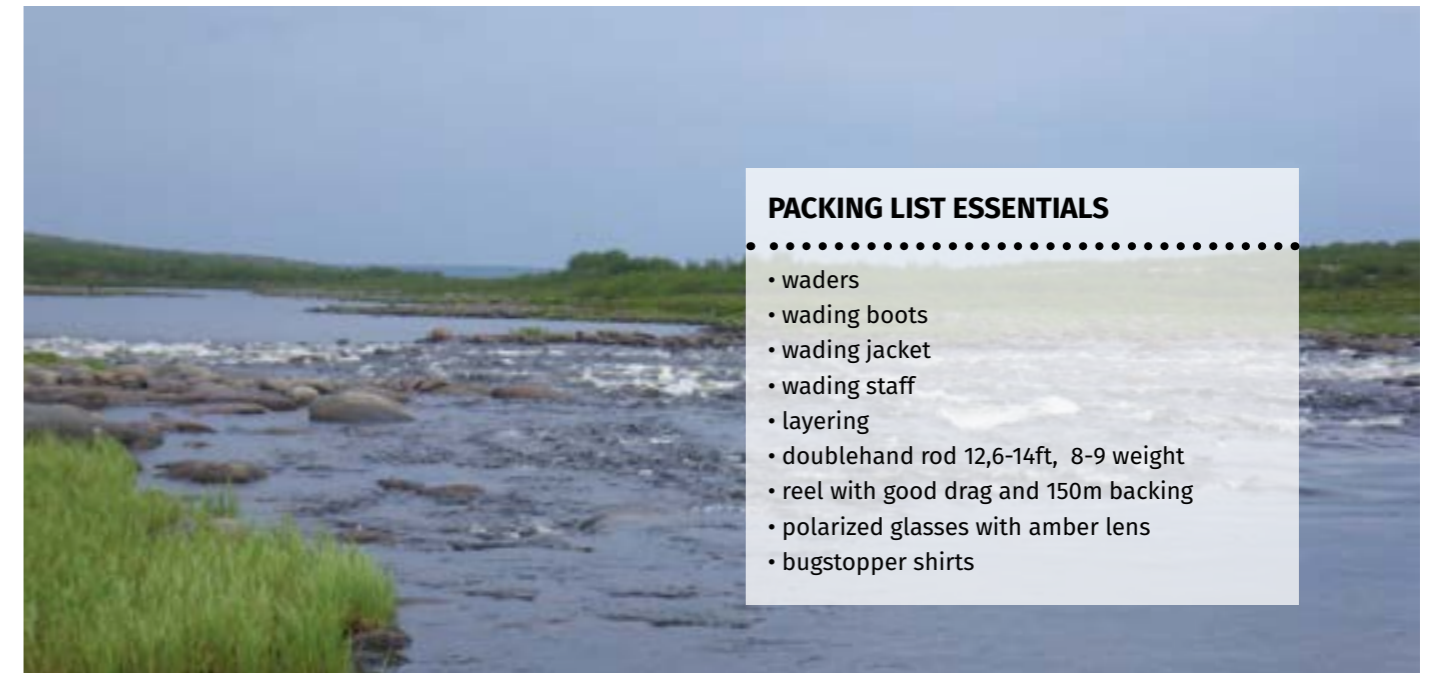 PACKING LIST ESSENTIALS
• waders
• wading boots
• wading jacket
• wading staff
• layering
• doublehand rod 12,6-14ft,  8-9 weight
• reel with good drag and 150m backing
• polarized glasses with amber lens
• bugstopper shirts